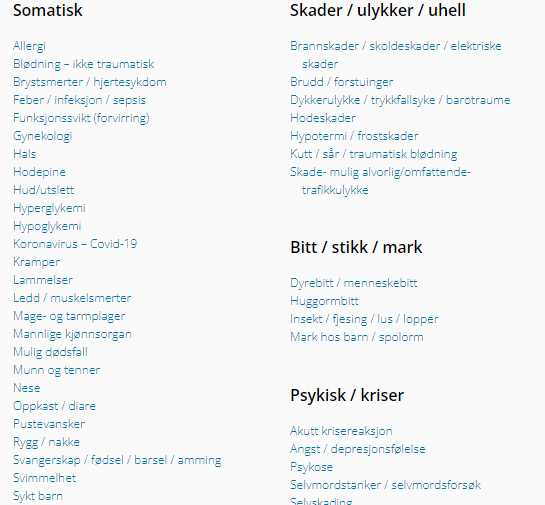 Somatisk
Allergi
Blødning – ikke traumatisk
Brystsmerter / hjertesykdom
Feber / infeksjon / sepsis
Funksjonssvikt (forvirring)
Gynekologi
Hals
Hodepine
Hud/utslett
Hyperglykemi
Hypoglykemi
Koronavirus – Covid-19
Kramper
Lammelser
Ledd / muskelsmerter
Mage- og tarmplager
Mannlige kjønnsorgan
Mulig dødsfall
Munn og tenner
Nese
Oppkast / diare
Pustevansker
Rygg / nakke
Svangerskap / fødsel / barsel / amming
Svimmelhet
Sykt barn
Skader / ulykker / uhell
Brannskader / skoldeskader / elektriske
skader
Brudd / forstuinger
Dykkerulykke / trykkfallsyke / barotraume
Hodeskader
Hypotermi / frostskader
Kutt / sår / traumatisk blødning
Skade- mulig alvorlig/omfattende-
trafikkulykke
Bitt / stikk / mark
Dyrebitt / menneskebitt
Huggormbitt
Insekt / fjesing / lus / lopper
Mark hos barn / spolorm
Psykisk / kriser
Akutt krisereaksjon
Angst / depresjonsfølelse
Psykose
Selvmordstanker / selvmordsforsøk
Selvskading